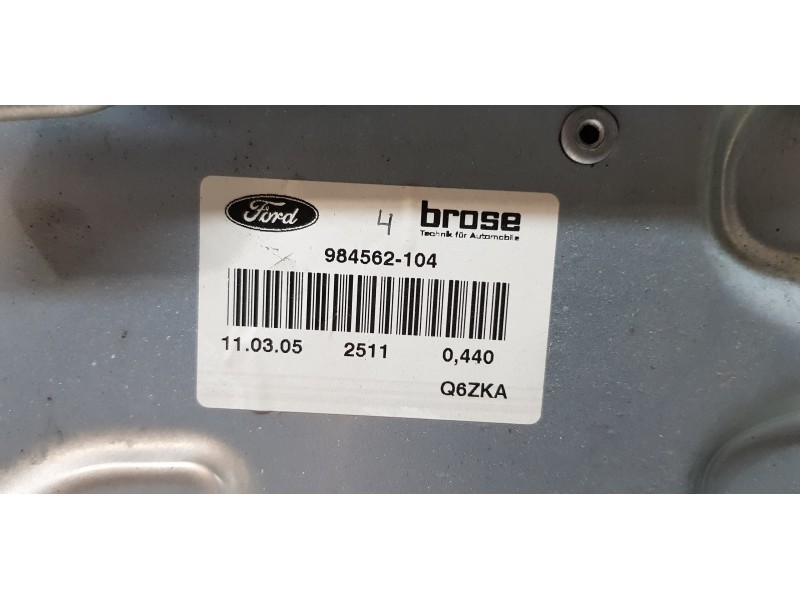 Ford 4 brose
Technik für Automobile
984562-104
11.03.05 2511 0,440
Q6ZKA